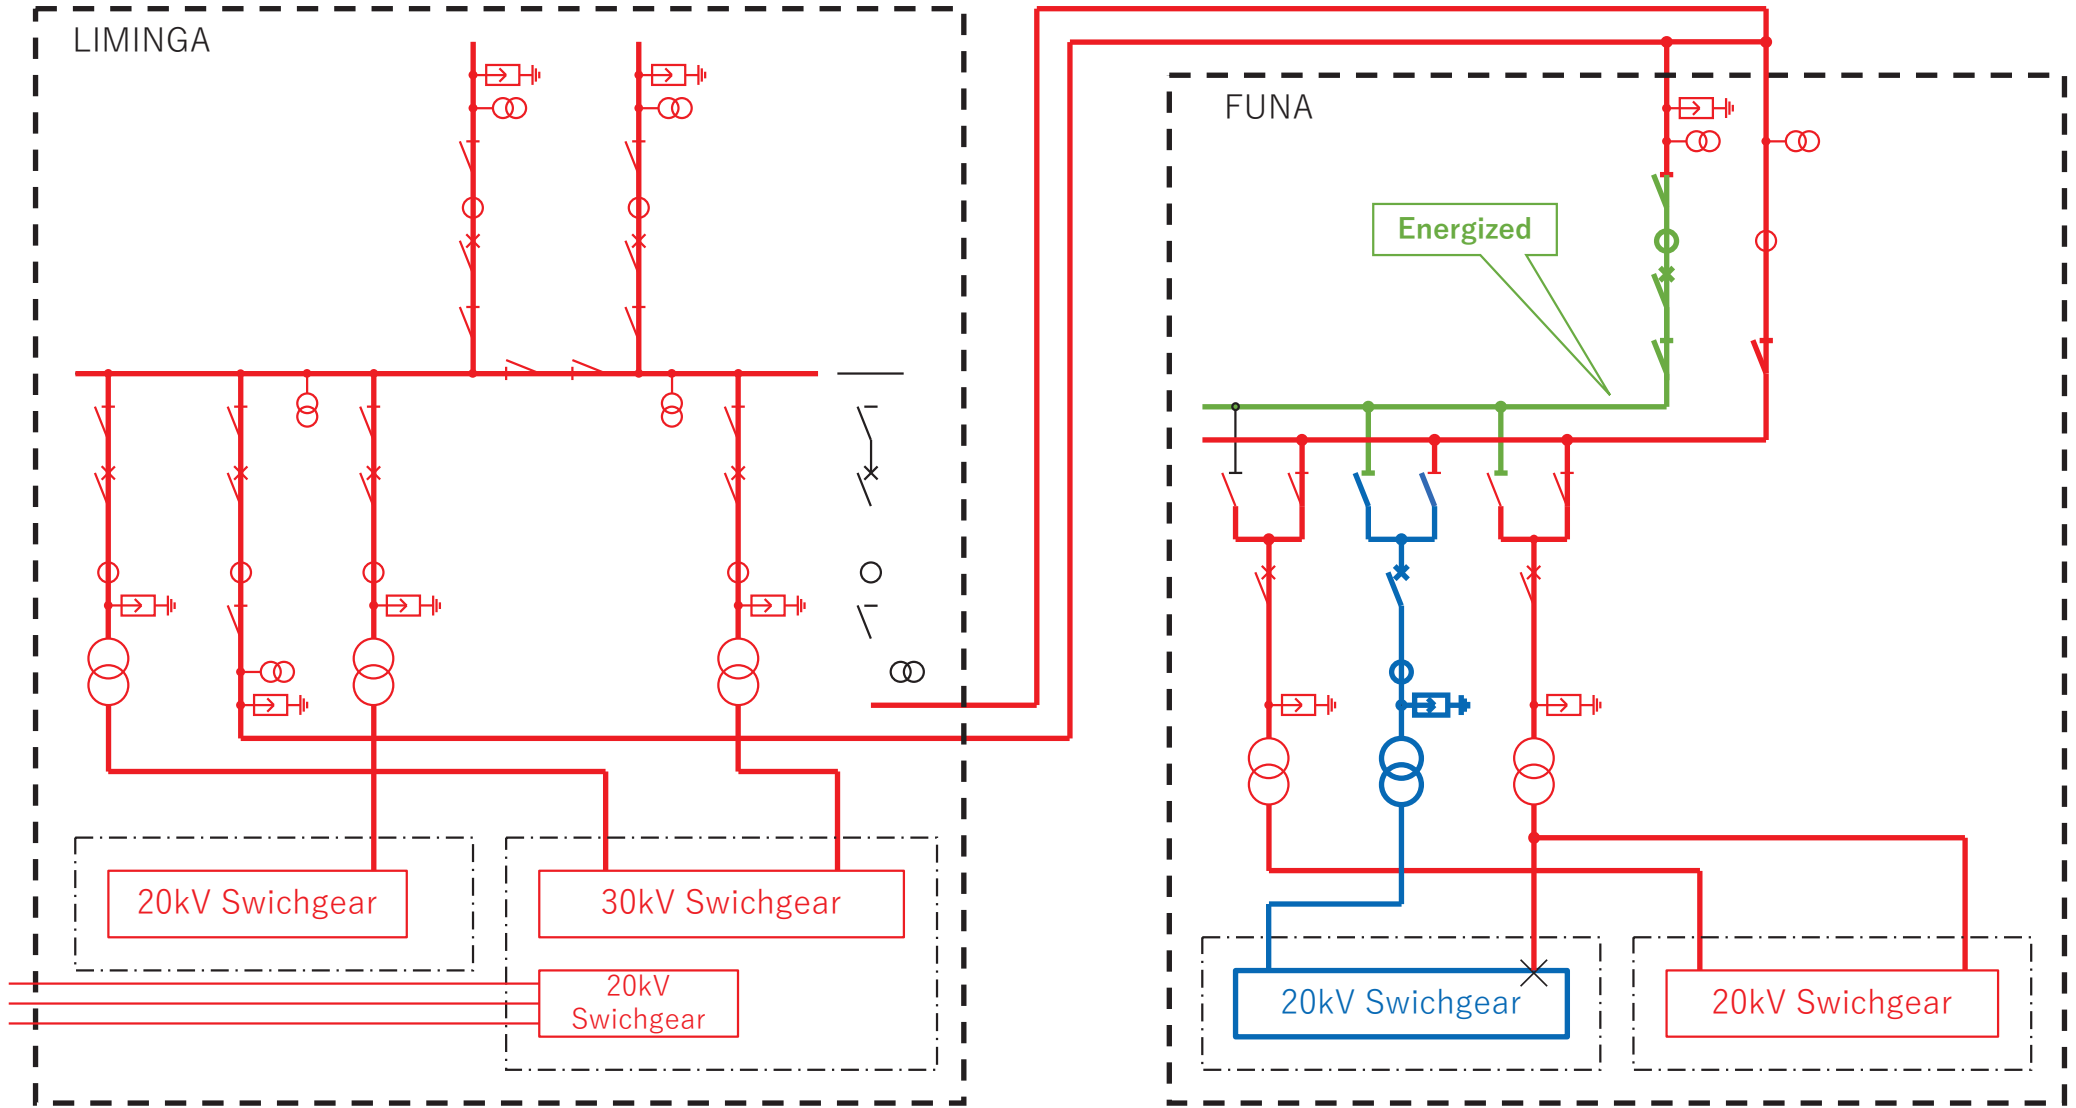 LIMINGA
FUNA
Energized
20kV Swichgear
30kV Swichgear
20kV
Swichgear
20kV Swichgear
20kV Swichgear